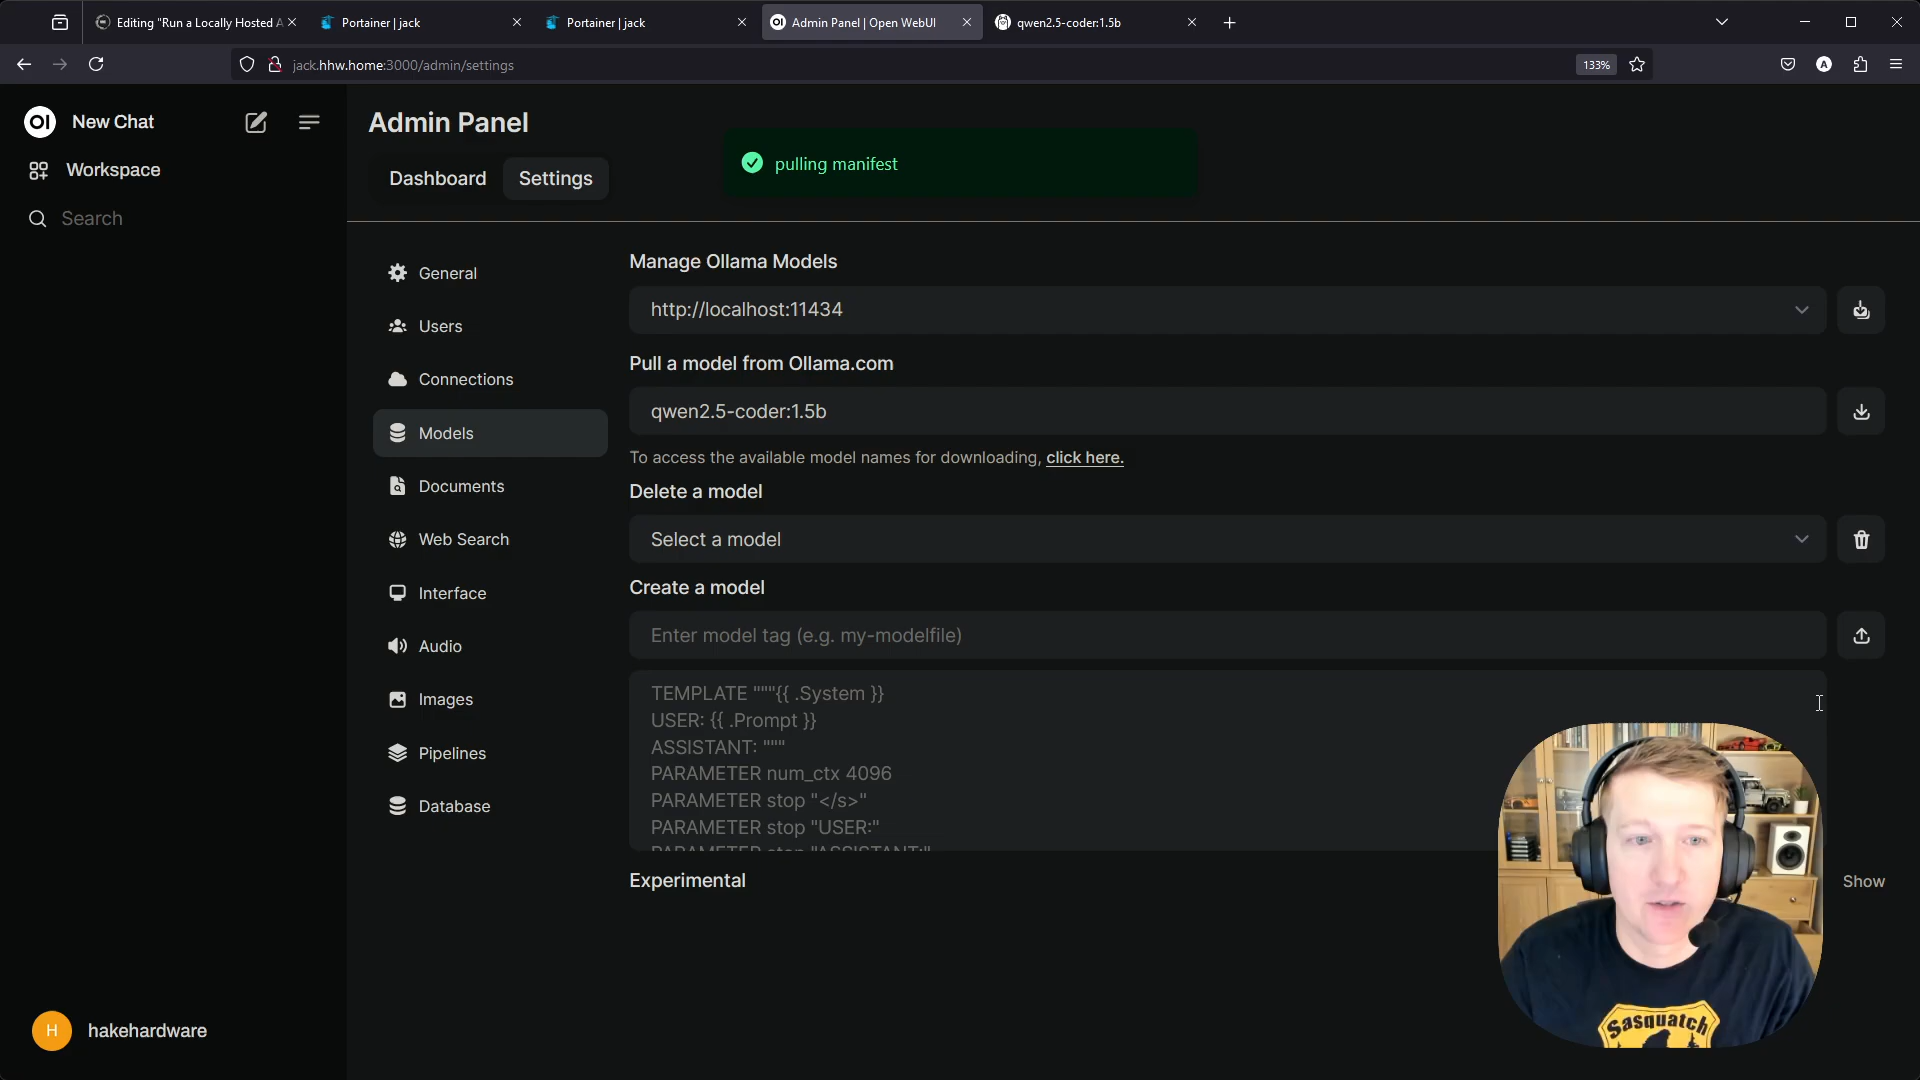 Editing "Run a Locally Hosted A
Portainer | jack
Portainer | jack
OI
Admin Panel | Open WebUI
qwen2.5-coder:1.5b
jack.hhw.home:3000/admin/settings
133%
A
OI
New Chat
Workspace
Search
Admin Panel
Dashboard
Settings
pulling manifest
General
Users
Connections
Models
Documents
Web Search
Interface
Audio
Images
Pipelines
Database
Manage Ollama Models
http://localhost:11434
Pull a model from Ollama.com
qwen2.5-coder:1.5b
To access the available model names for downloading, click here.
Delete a model
Select a model
Create a model
Enter model tag (e.g. my-modelfile)
TEMPLATE """{{ .System }}
USER: {{ .Prompt }}
ASSISTANT: """
PARAMETER num_ctx 4096
PARAMETER stop "</s>"
PARAMETER stop "USER:"
PARAMETER stop "ASSISTANT:"
Experimental
Show
Sasquatch
H
hakehardware